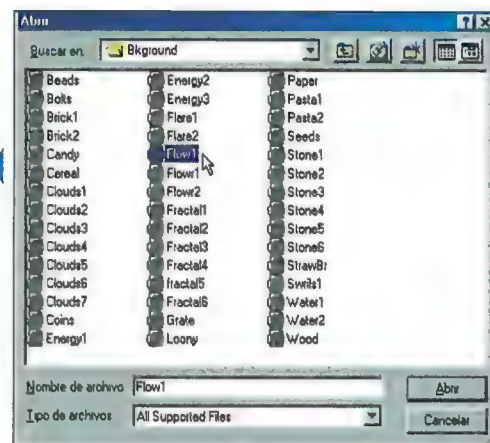 Abrir
Buscar en: Bkground
Beads
Bolts
Brick1
Brick2
Candy
Cereal
Clouds1
Clouds2
Clouds3
Clouds4
Clouds5
Clouds6
Clouds7
Coins
Energy1
Energy2
Energy3
Flare1
Flare2
Flow1
Flowr1
Flowr2
Fractal1
Fractal2
Fractal3
Fractal4
fractal5
Fractal6
Grate
Loony
Paper
Pasta1
Pasta2
Seeds
Stone1
Stone2
Stone3
Stone4
Stone5
Stone6
StrawBr
Swirls1
Water1
Water2
Wood
Nombre de archivo: Flow1
Abrir
Tipo de archivos: All Supported Files
Cancelar